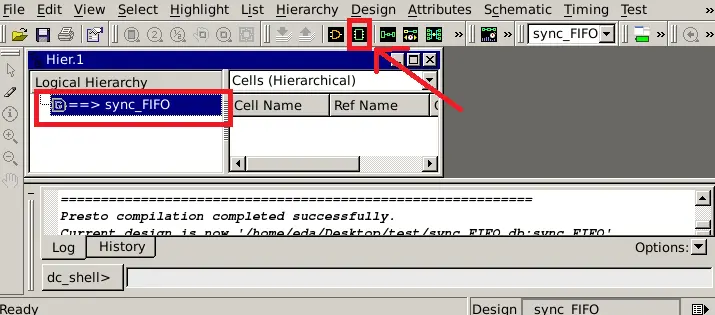 File Edit View Select Highlight List Hierarchy Design Attributes Schematic Timing Test »
» » sync_FIFO »
Hier.1
Logical Hierarchy
Cells (Hierarchical)
==> sync_FIFO
Cell Name Ref Name
==========================================================
Presto compilation completed successfully.
Current design is now '/home/eda/Desktop/test/sync_FIFO.db:sync_FIFO'
Log History
Options:
dc_shell>
Ready
Design sync_FIFO